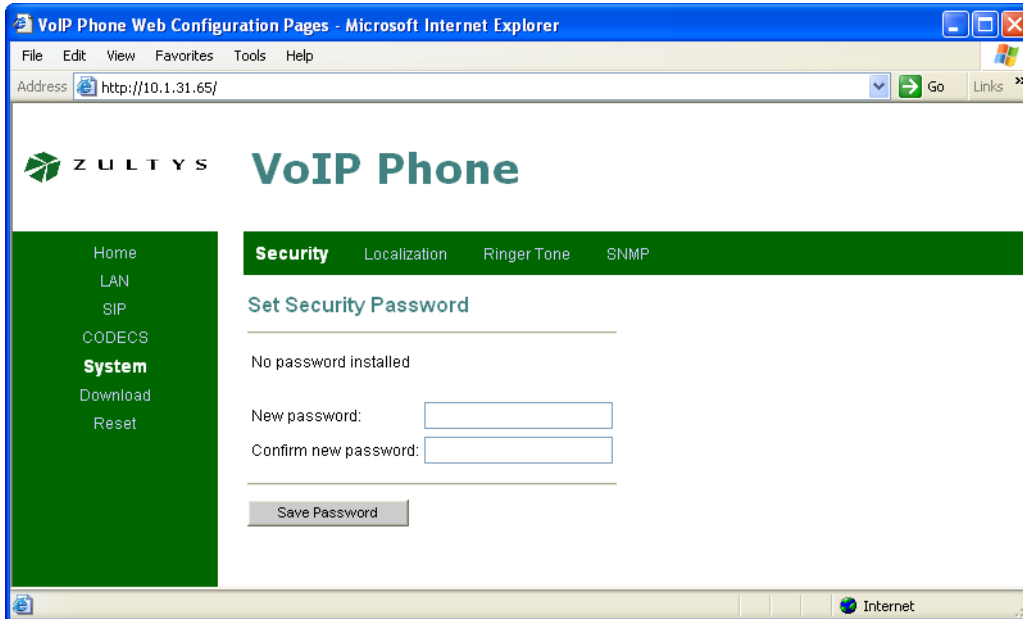 VoIP Phone Web Configuration Pages - Microsoft Internet Explorer
File Edit View Favorites Tools Help
Address http://10.1.31.65/ Go Links »
ZULTYS VoIP Phone
Security Localization Ringer Tone SNMP
Home
LAN
SIP
CODECS
System
Download
Reset
Set Security Password
No password installed
New password:
Confirm new password:
Save Password
Internet